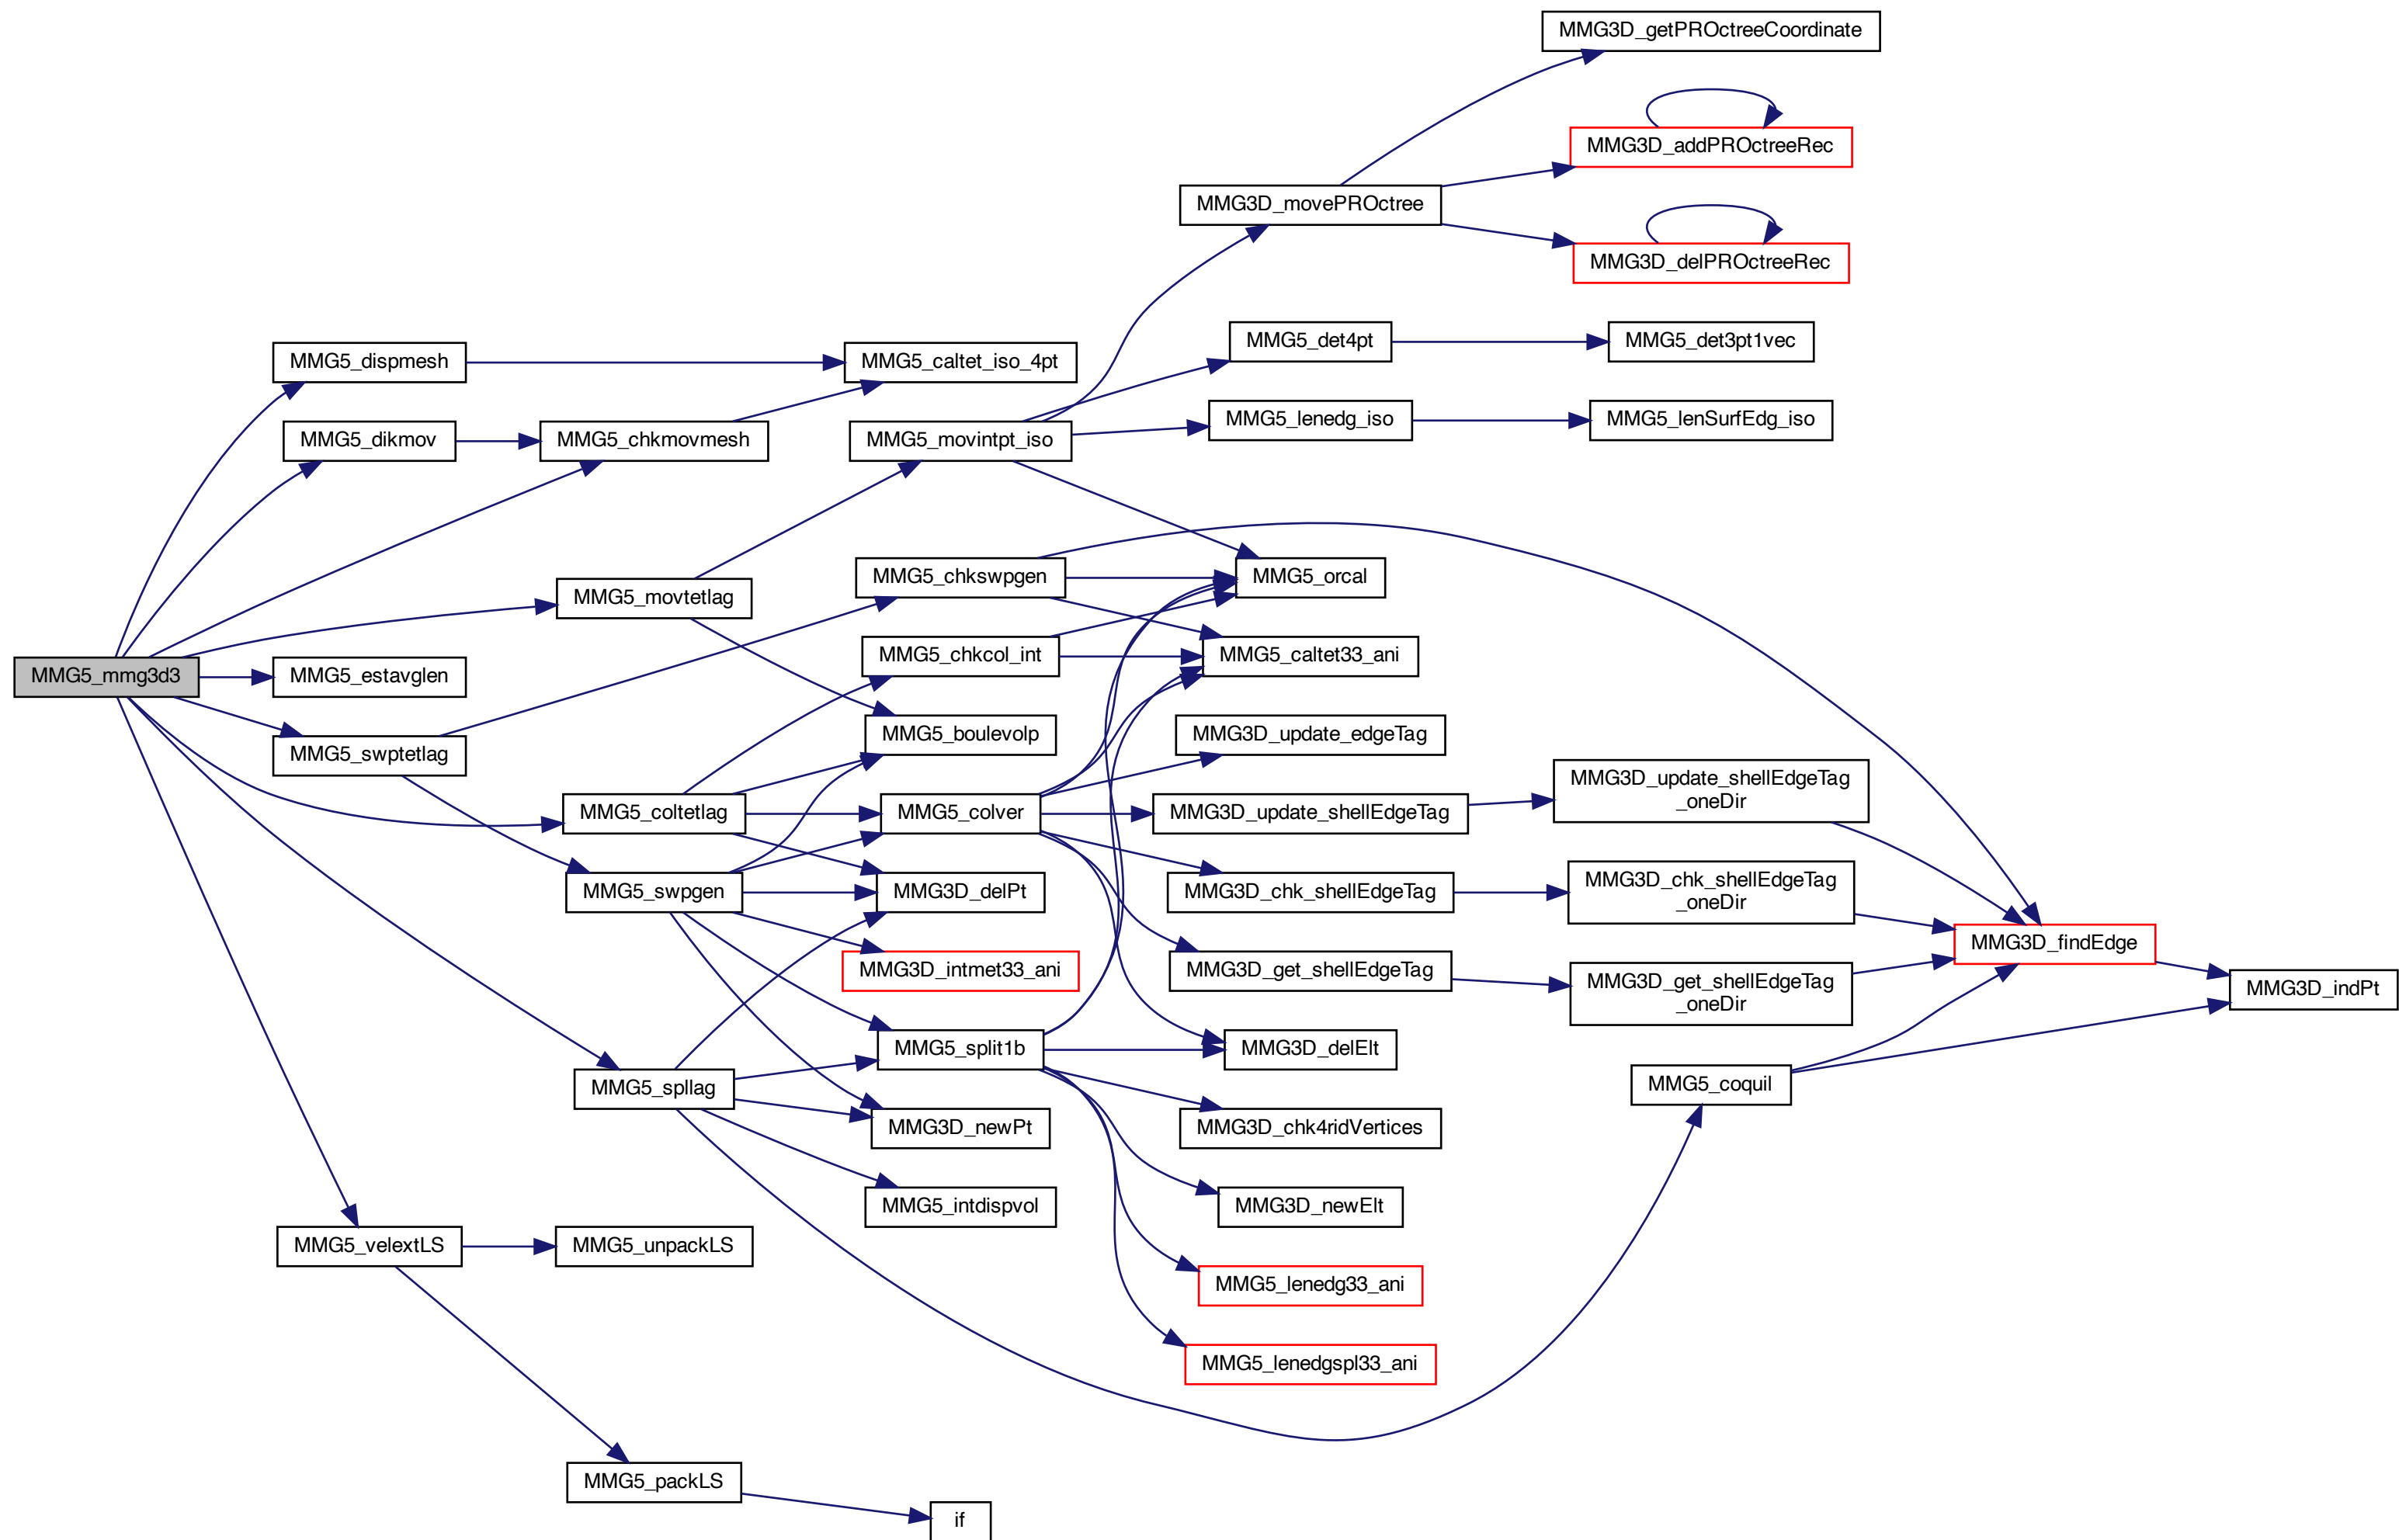 MMG3D_getPROctreeCoordinate
MMG3D_addPROctreeRec
MMG3D_movePROctree
MMG3D_delPROctreeRec
MMG5_det4pt
MMG5_det3pt1vec
MMG5_dispmesh
MMG5_caltet_iso_4pt
MMG5_lenedg_iso
MMG5_lenSurfEdg_iso
MMG5_dikmov
MMG5_chkmovmesh
MMG5_movintpt_iso
MMG5_chkswpgen
MMG5_orcal
MMG5_movtetlag
MMG5_chkcol_int
MMG5_caltet33_ani
MMG5_mmg3d3
MMG5_estavglen
MMG5_boulevolp
MMG3D_update_edgeTag
MMG5_swptetlag
MMG3D_update_shellEdgeTag
_oneDir
MMG5_coltetlag
MMG5_colver
MMG3D_update_shellEdgeTag
MMG3D_chk_shellEdgeTag
_oneDir
MMG5_swpgen
MMG3D_delPt
MMG3D_chk_shellEdgeTag
MMG3D_findEdge
MMG3D_intmet33_ani
MMG3D_get_shellEdgeTag
MMG3D_get_shellEdgeTag
_oneDir
MMG3D_indPt
MMG5_split1b
MMG3D_delElt
MMG5_spllag
MMG5_coquil
MMG3D_newPt
MMG3D_chk4ridVertices
MMG5_intdispvol
MMG3D_newElt
MMG5_velextLS
MMG5_unpackLS
MMG5_lenedg33_ani
MMG5_lenedgspl33_ani
MMG5_packLS
if